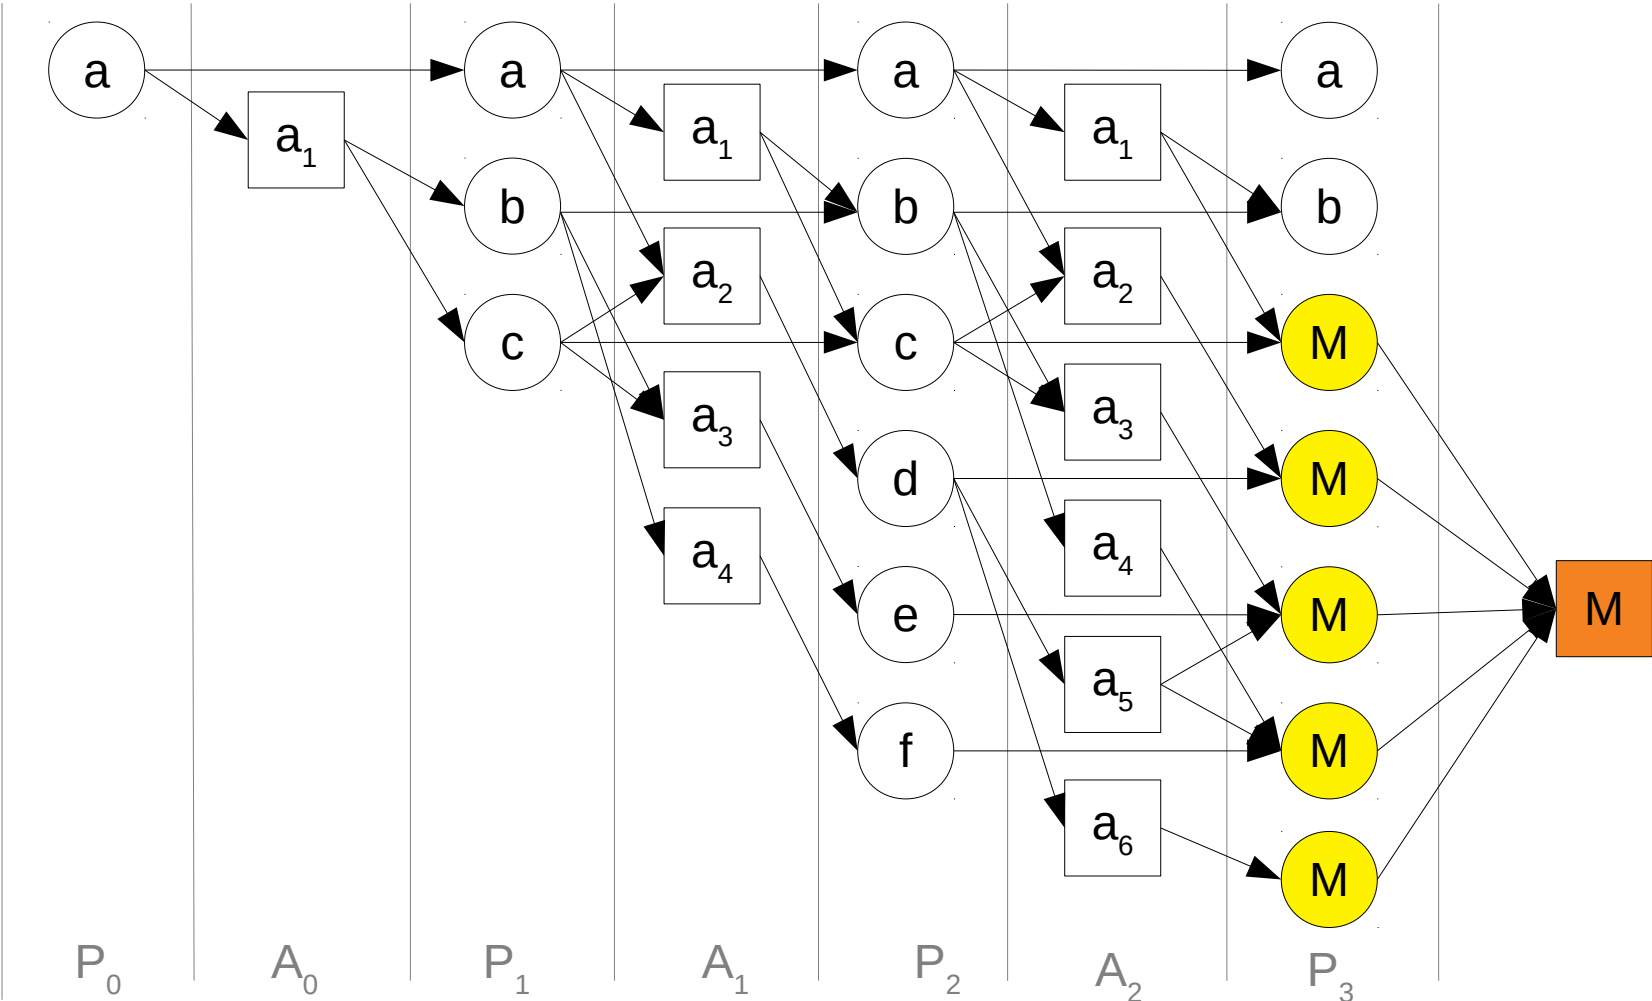 a a a a
a₁ a₁ a₁
b b b
a₂ a₂
c c M
a₃ a₃
d M
a₄ a₄
e M M
a₅
f M
a₆
M
P₀ A₀ P₁ A₁ P₂ A₂ P₃